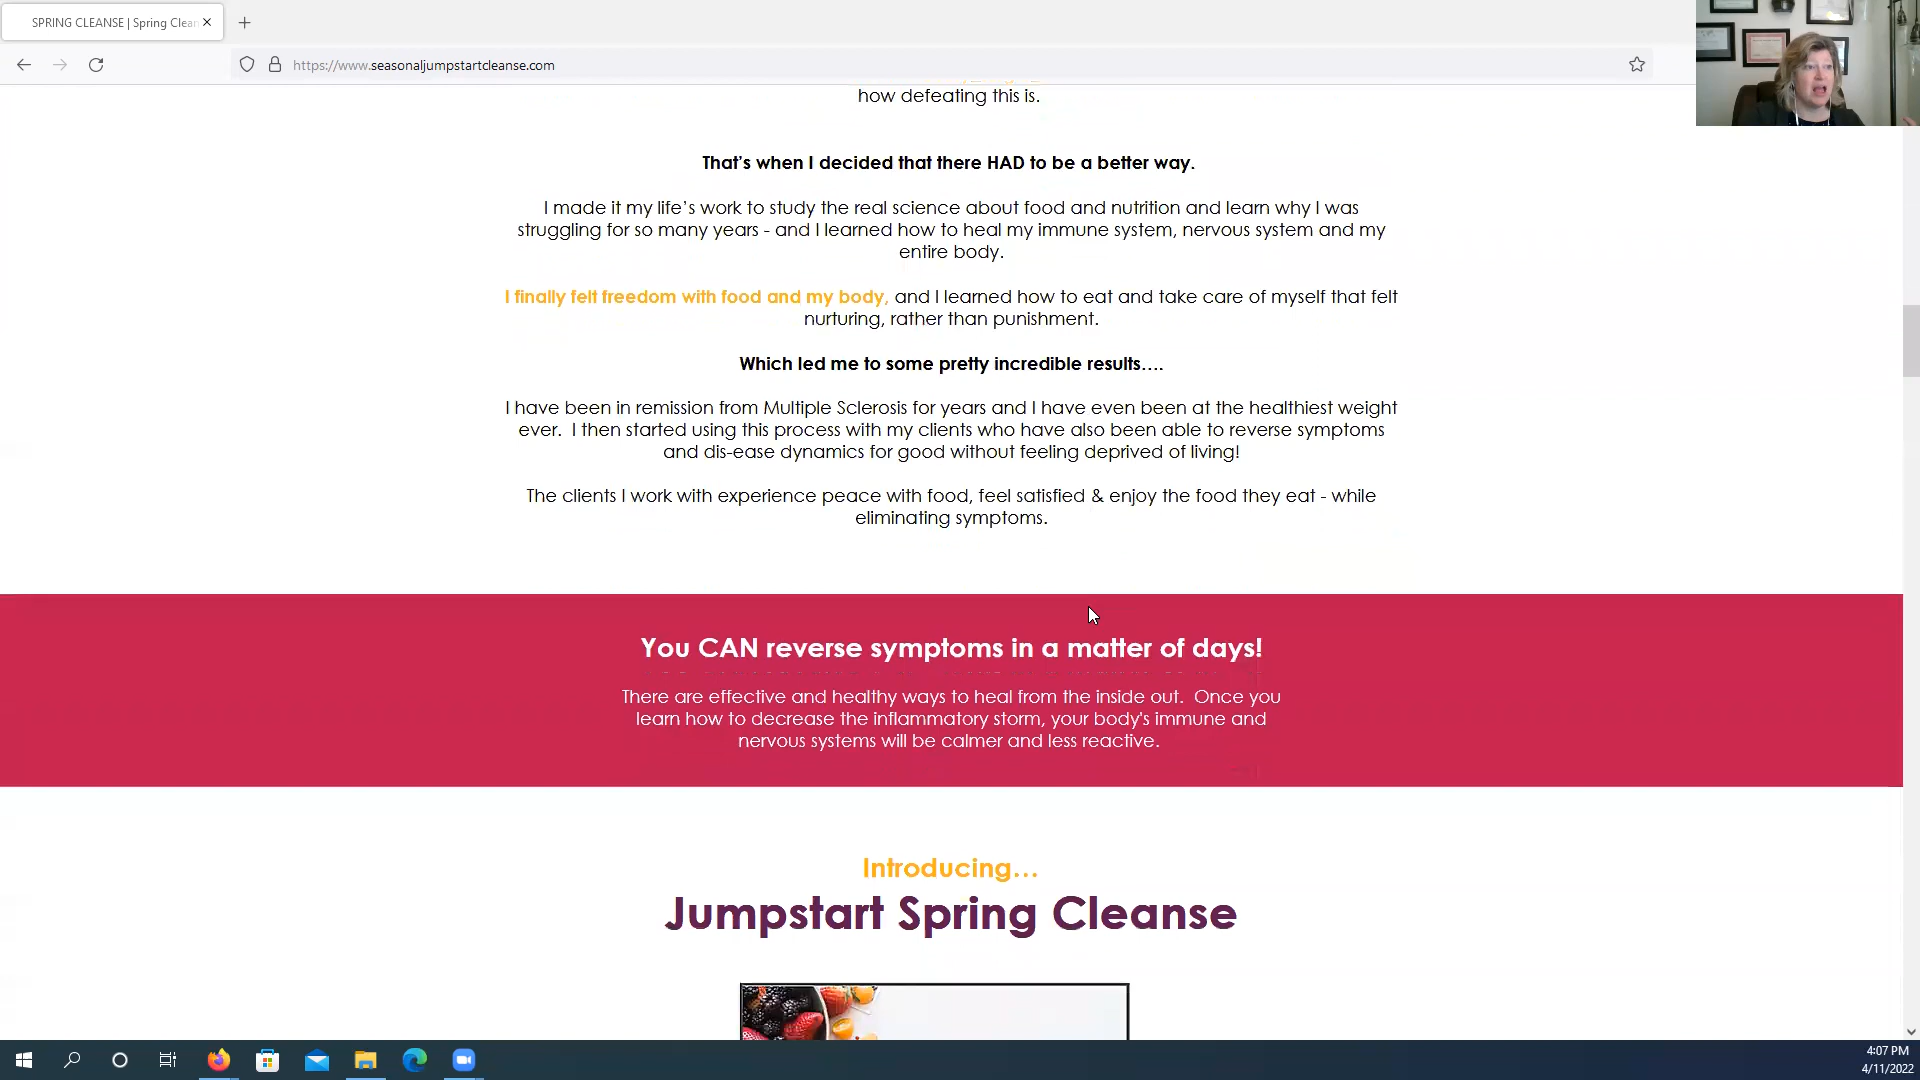 SPRING CLEANSE | Spring Clean
https://www.seasonaljumpstartcleanse.com
how defeating this is.
That's when I decided that there HAD to be a better way.
I made it my life's work to study the real science about food and nutrition and learn why I was
struggling for so many years - and I learned how to heal my immune system, nervous system and my
entire body.
I finally felt freedom with food and my body, and I learned how to eat and take care of myself that felt
nurturing, rather than punishment.
Which led me to some pretty incredible results....
I have been in remission from Multiple Sclerosis for years and I have even been at the healthiest weight
ever. I then started using this process with my clients who have also been able to reverse symptoms
and dis-ease dynamics for good without feeling deprived of living!
The clients I work with experience peace with food, feel satisfied & enjoy the food they eat - while
eliminating symptoms.
You CAN reverse symptoms in a matter of days!
There are effective and healthy ways to heal from the inside out. Once you
learn how to decrease the inflammatory storm, your body's immune and
nervous systems will be calmer and less reactive.
Introducing...
Jumpstart Spring Cleanse
4:07 PM
4/11/2022